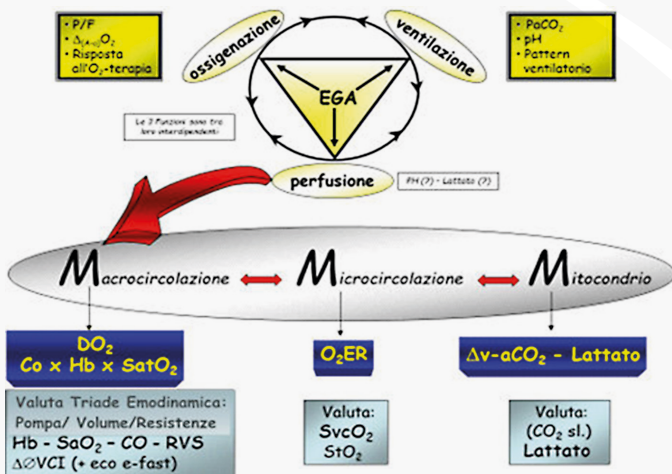 • P/F
• Δ(A-a)O₂
• Risposta
all'O₂-terapia
ossigenazione
ventilazione
• PaCO₂
• pH
• Pattern
ventilatorio
EGA
Le 3 Funzioni sono tra
loro interdipendenti
perfusione
PH (?) - Lattato (?)
Macrocircolazione
Microcircolazione
Mitocondrio
DO₂
Co x Hb x SatO₂
O₂ER
Δv-aCO₂ - Lattato
Valuta Triade Emodinamica:
Pompa/ Volume/Resistenze
Hb - SaO₂ - CO - RVS
Δ∅VCI (+ eco e-fast)
Valuta:
SvcO₂
StO₂
Valuta:
(CO₂ sl.)
Lattato